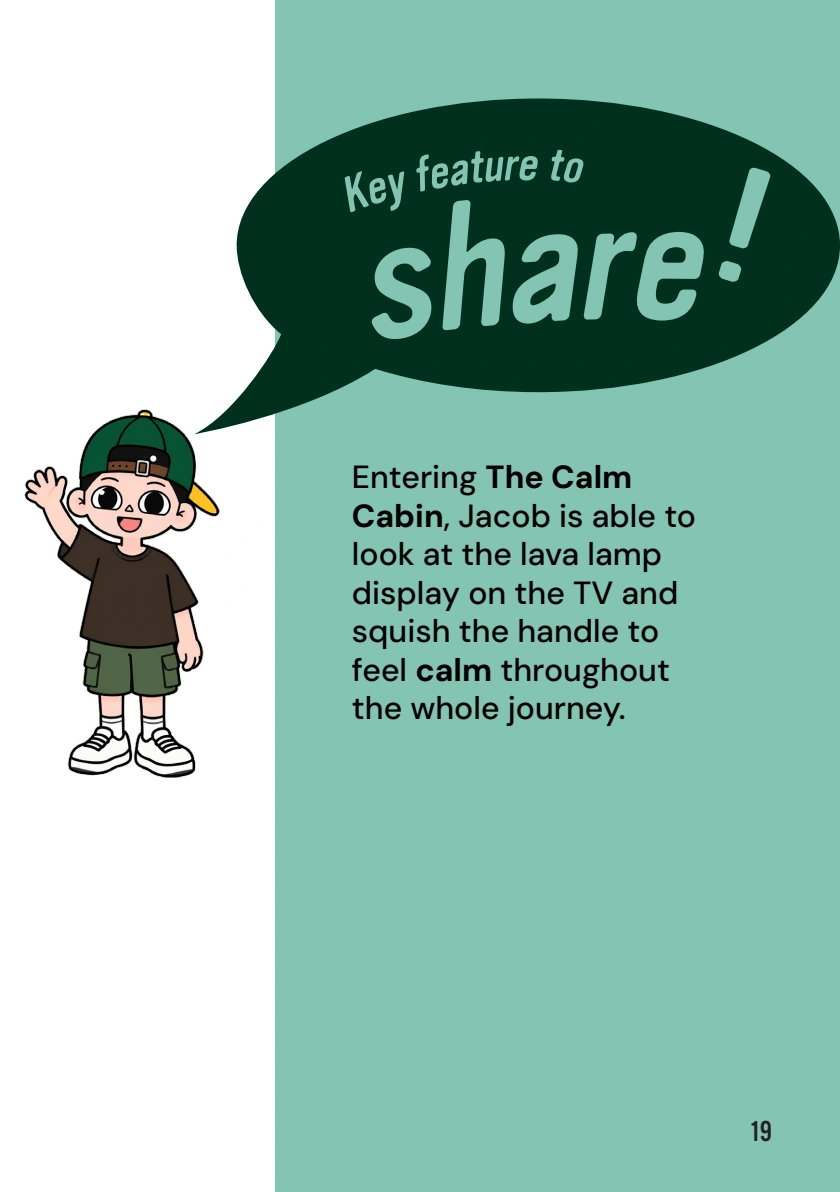 Key feature to
share!
Entering The Calm
Cabin, Jacob is able to
look at the lava lamp
display on the TV and
squish the handle to
feel calm throughout
the whole journey.
19